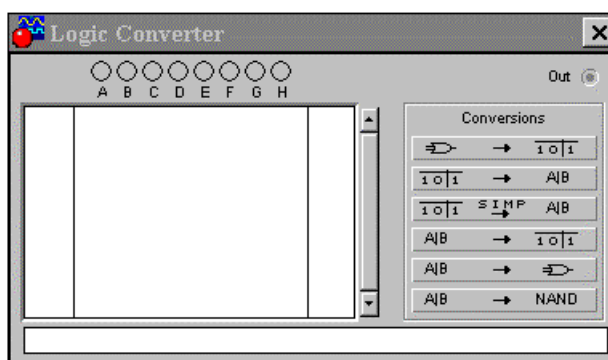 Logic Converter
Out
A B C D E F G H
Conversions
→ 1 0 1
1 0 1 → A|B
1 0 1 SIMP → A|B
A|B → 1 0 1
A|B →
A|B → NAND